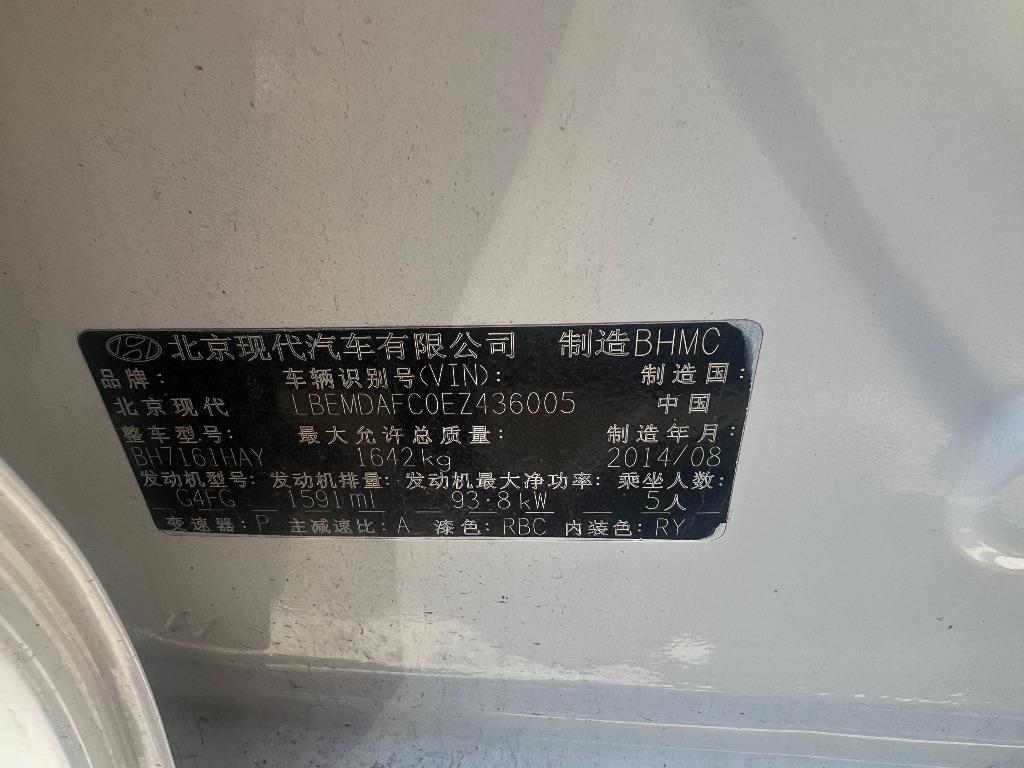 北京现代汽车有限公司 制造BHMC
品牌: 车辆识别号(VIN): 制造国:
北京现代 LBEMDAFC0EZ436005 中国
整车型号: 最大允许总质量: 制造年月:
BH7161HAY 1642kg 2014/08
发动机型号: 发动机排量: 发动机最大净功率: 乘坐人数:
G4FG 1591ml 93.8kW 5人
变速器: P 主减速比: A 漆色: RBC 内装色: RY